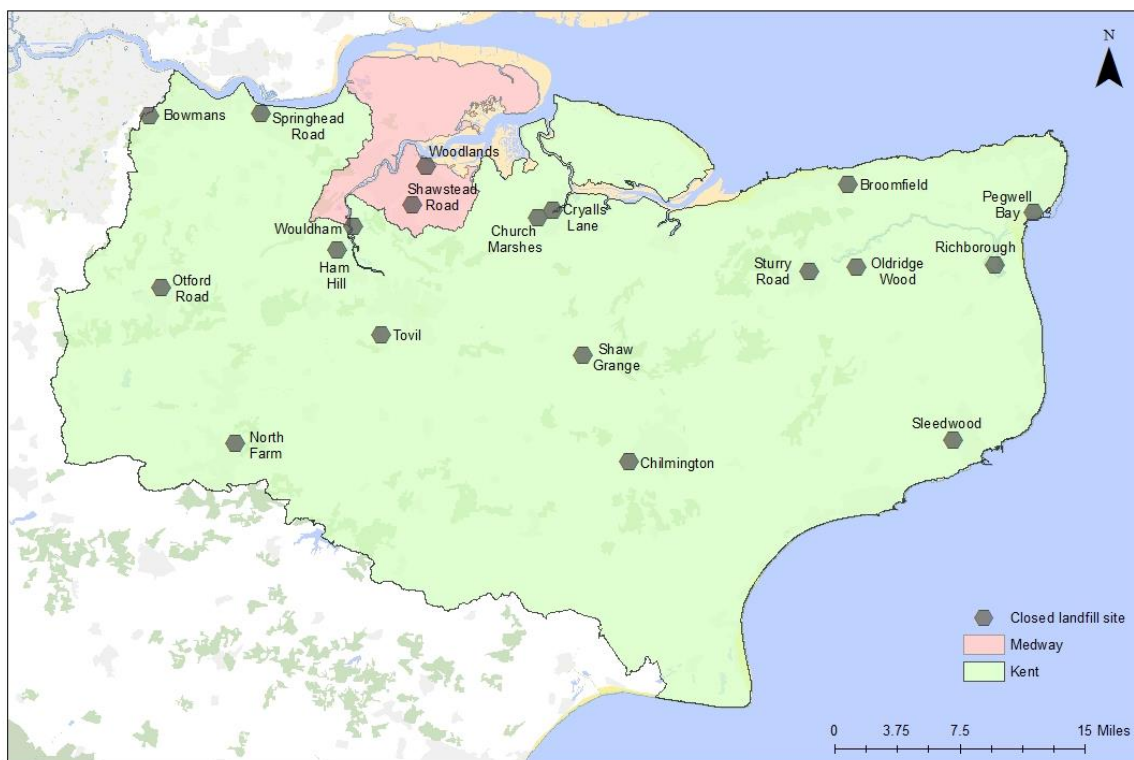 N
Bowmans
Springhead
Road
Woodlands
Shawstead
Road
Broomfield
Pegwell
Bay
Cryalls
Lane
Church
Marshes
Wouldham
Ham
Hill
Richborough
Sturry
Road
Oldridge
Wood
Otford
Road
Tovil
Shaw
Grange
Sleedwood
North
Farm
Chilmington
Closed landfill site
Medway
Kent
0 3.75 7.5 15 Miles